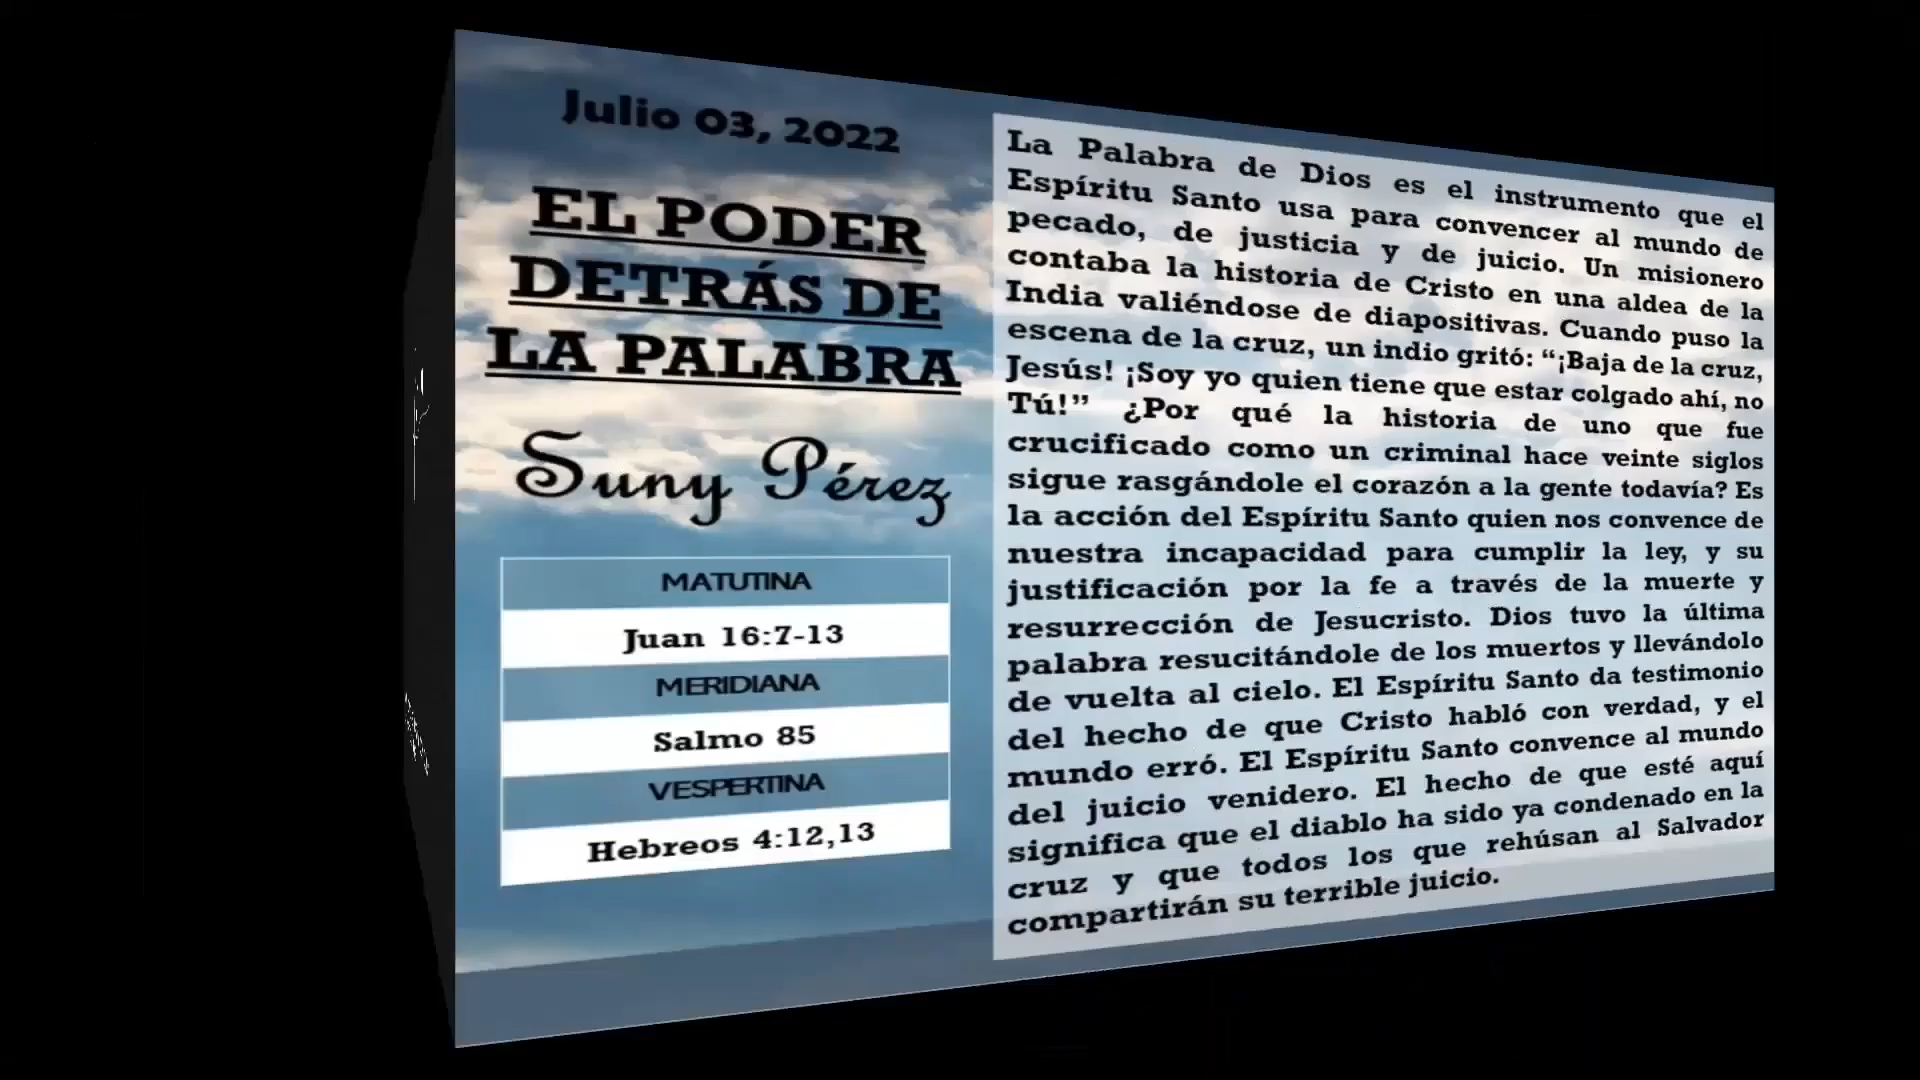 Julio 03, 2022
EL PODER
DETRÁS DE
LA PALABRA
Suny Pérez
MATUTINA
Juan 16:7-13
MERIDIANA
Salmo 85
VESPERTINA
Hebreos 4:12,13
La Palabra de Dios es el instrumento que el
Espíritu Santo usa para convencer al mundo de
pecado, de justicia y de juicio. Un misionero
contaba la historia de Cristo en una aldea de la
India valiéndose de diapositivas. Cuando puso la
escena de la cruz, un indio gritó: “¡Baja de la cruz,
Jesús! ¡Soy yo quien tiene que estar colgado ahí, no
Tú!” ¿Por qué la historia de uno que fue
crucificado como un criminal hace veinte siglos
sigue rasgándole el corazón a la gente todavía? Es
la acción del Espíritu Santo quien nos convence de
nuestra incapacidad para cumplir la ley, y su
justificación por la fe a través de la muerte y
resurrección de Jesucristo. Dios tuvo la última
palabra resucitándole de los muertos y llevándolo
de vuelta al cielo. El Espíritu Santo da testimonio
del hecho de que Cristo habló con verdad, y el
mundo erró. El Espíritu Santo convence al mundo
del juicio venidero. El hecho de que esté aquí
significa que el diablo ha sido ya condenado en la
cruz y que todos los que rehúsan al Salvador
compartirán su terrible juicio.